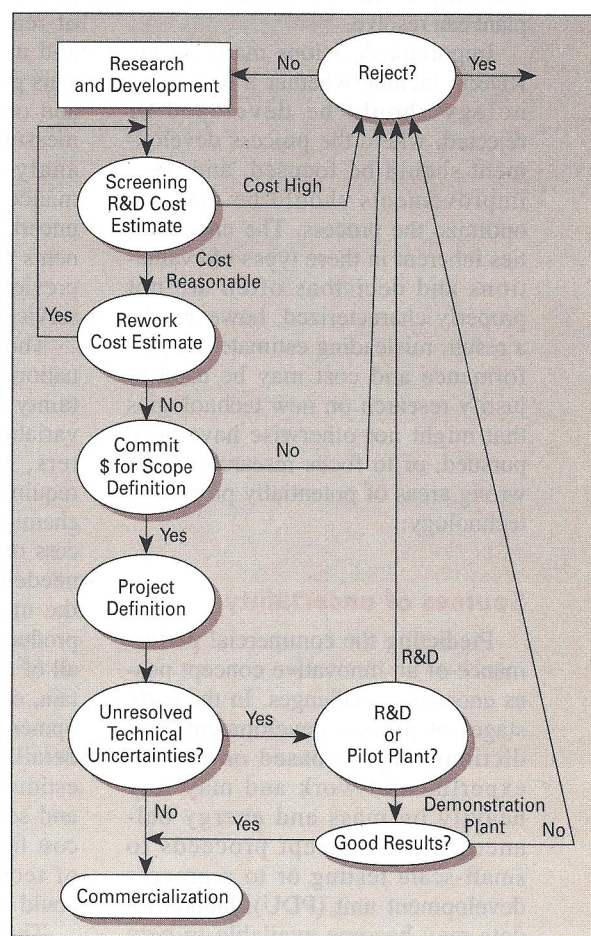 Research
and Development
No
Reject?
Yes
Screening
R&D Cost
Estimate
Cost High
Cost
Reasonable
Yes
Rework
Cost Estimate
No
Commit
$ for Scope
Definition
No
Yes
Project
Definition
R&D
Unresolved
Technical
Uncertainties?
Yes
R&D
or
Pilot Plant?
No
Yes
Demonstration
Plant
No
Good Results?
Commercialization